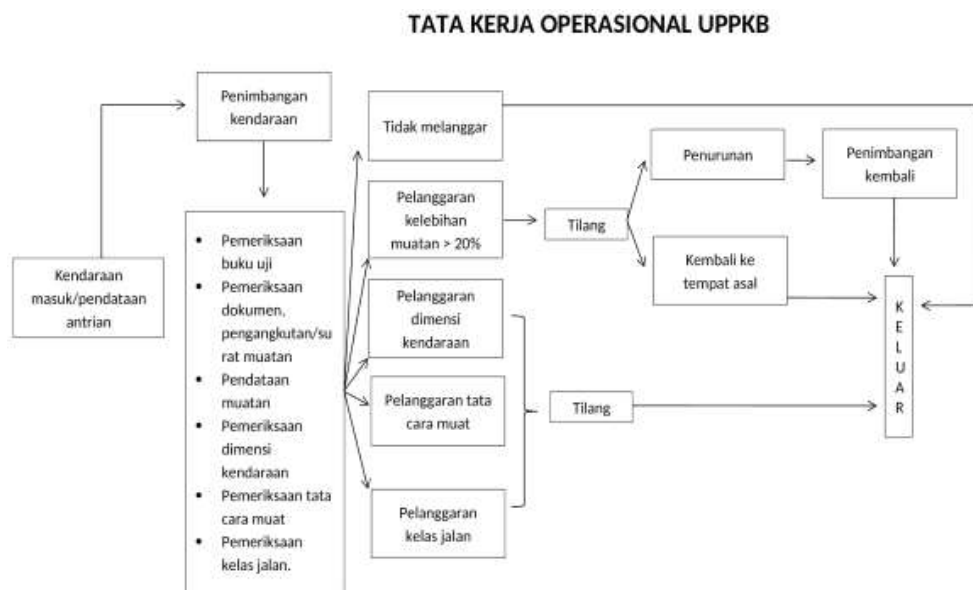 TATA KERJA OPERASIONAL UPPKB
Kendaraan
masuk/pendataan
antrian
Penimbangan
kendaraan
• Pemeriksaan
buku uji
• Pemeriksaan
dokumen,
pengangkutan/su
rat muatan
• Pendataan
muatan
• Pemeriksaan
dimensi
kendaraan
• Pemeriksaan tata
cara muat
• Pemeriksaan
kelas jalan.
Tidak melanggar
Pelanggaran
kelebihan
muatan > 20%
Pelanggaran
dimensi
kendaraan
Pelanggaran tata
cara muat
Pelanggaran
kelas jalan
Tilang
Tilang
Penurunan
Kembali ke
tempat asal
Penimbangan
kembali
K
E
L
U
A
R